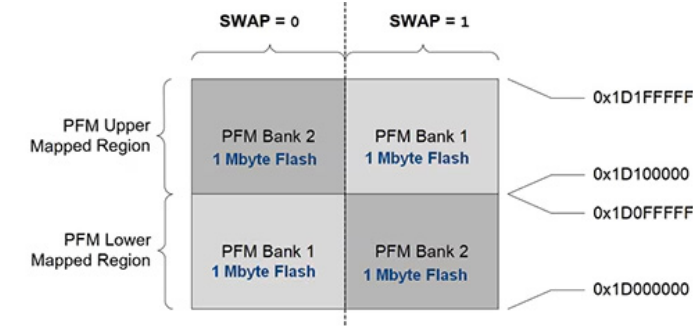 SWAP = 0
SWAP = 1
PFM Upper
Mapped Region
PFM Bank 2
1 Mbyte Flash
PFM Bank 1
1 Mbyte Flash
0x1D1FFFFF
0x1D100000
0x1D0FFFFF
PFM Lower
Mapped Region
PFM Bank 1
1 Mbyte Flash
PFM Bank 2
1 Mbyte Flash
0x1D000000